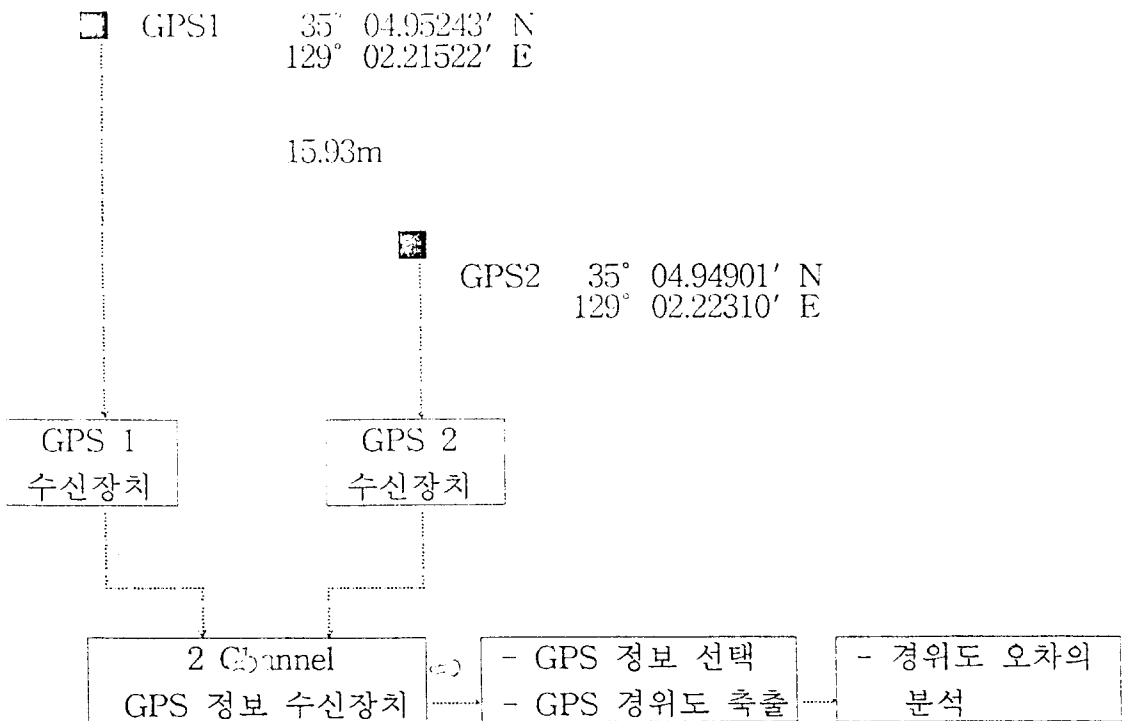 GPS1 35° 04.95243′ N
129° 02.21522′ E
15.93m
GPS2 35° 04.94901′ N
129° 02.22310′ E
GPS 1
수신장치
GPS 2
수신장치
2 Channel
GPS 정보 수신장치
- GPS 정보 선택
- GPS 경위도 축출
- 경위도 오차의
분석